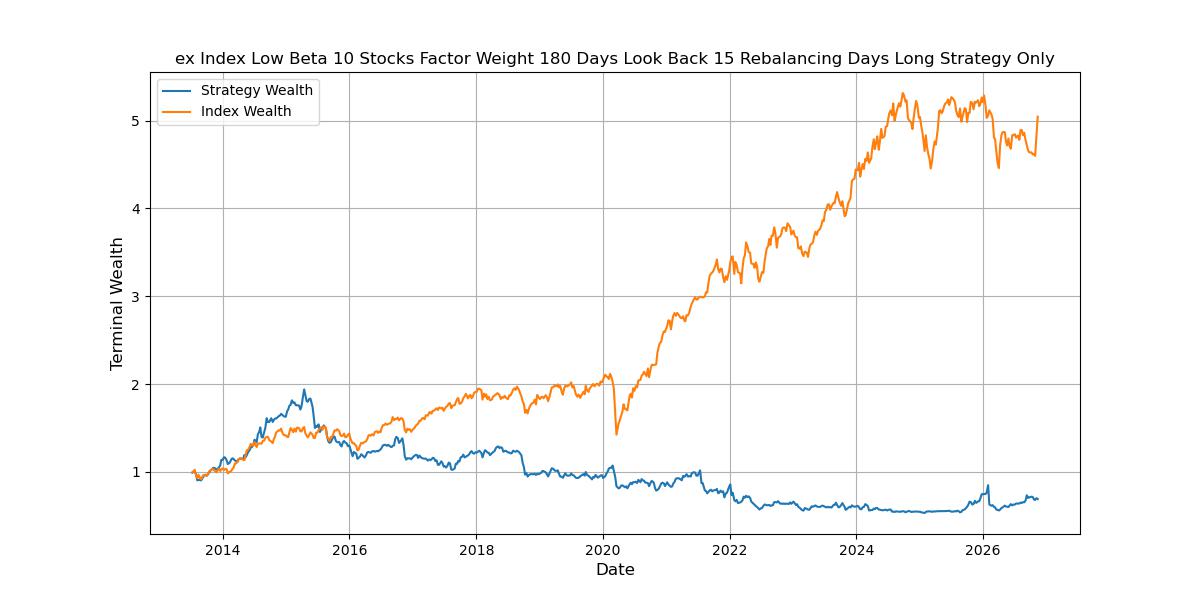 ex Index Low Beta 10 Stocks Factor Weight 180 Days Look Back 15 Rebalancing Days Long Strategy Only
Strategy Wealth
Index Wealth
Terminal Wealth
5
4
3
2
1
2014 2016 2018 2020 2022 2024 2026
Date